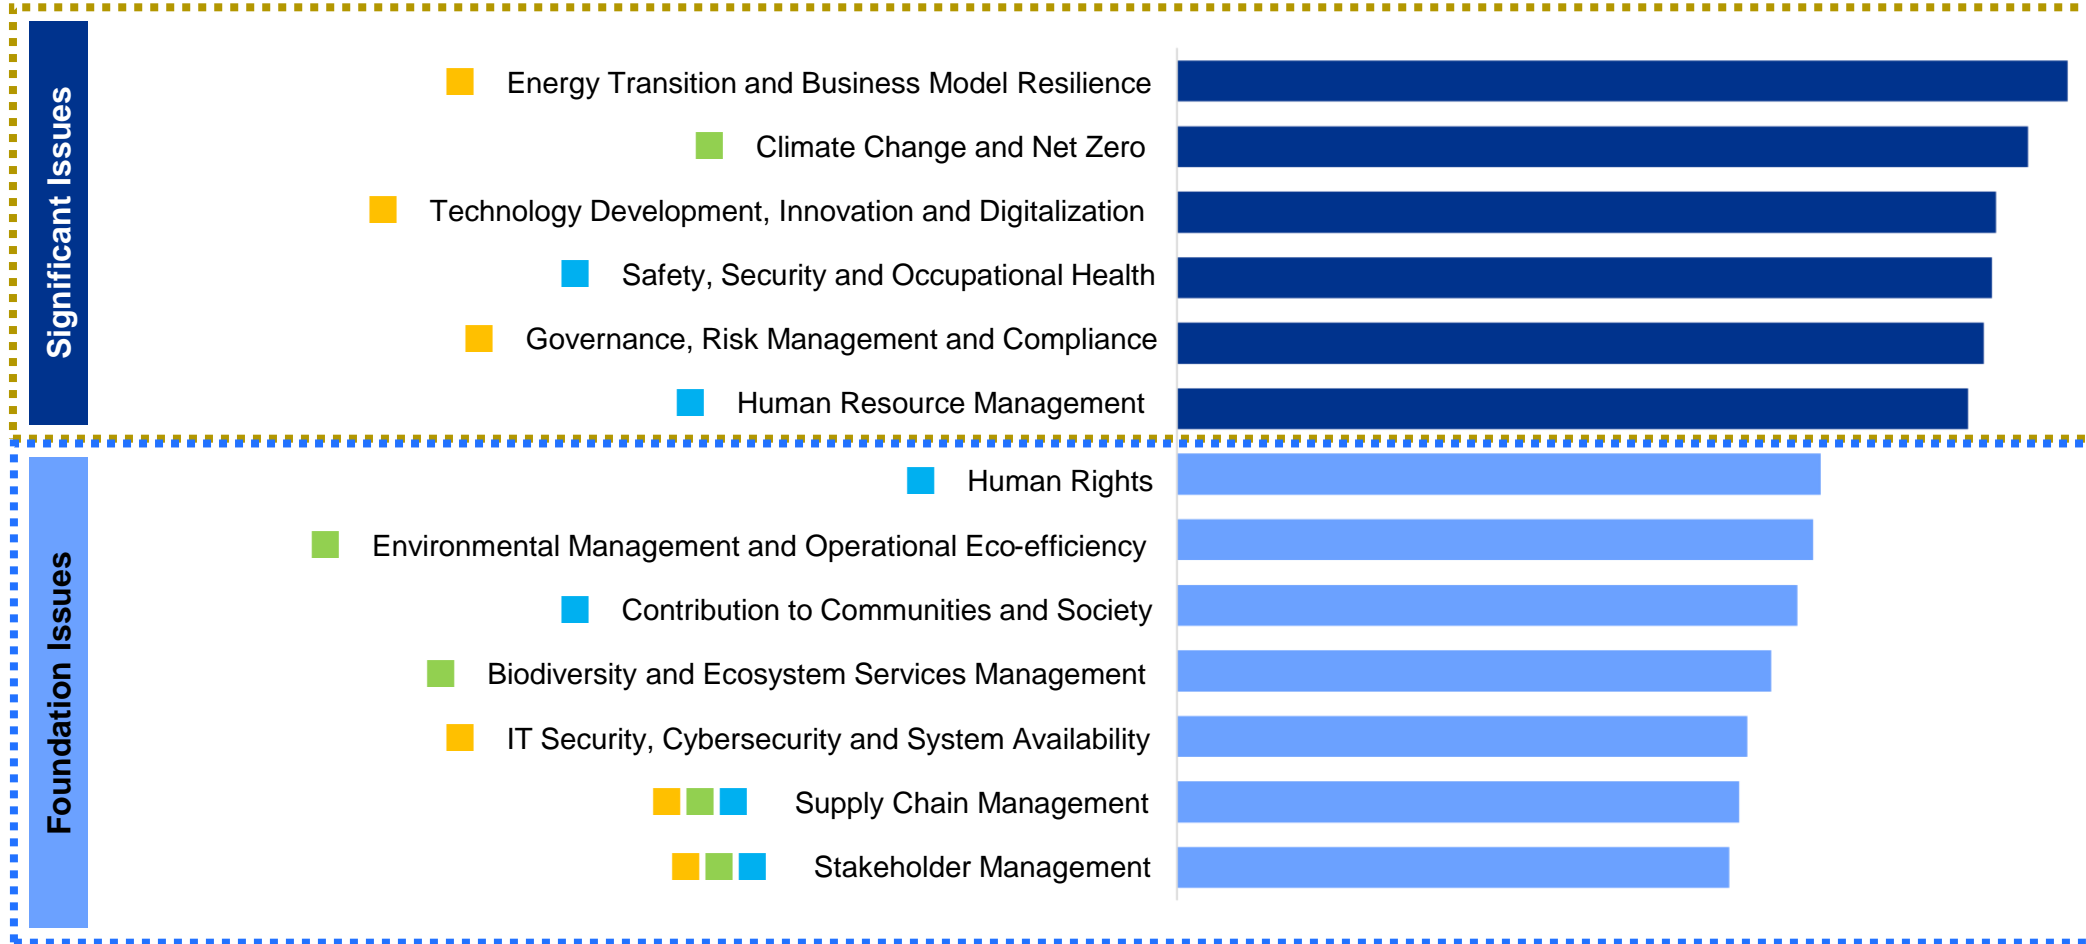 Significant Issues
Energy Transition and Business Model Resilience
Climate Change and Net Zero
Technology Development, Innovation and Digitalization
Safety, Security and Occupational Health
Governance, Risk Management and Compliance
Human Resource Management
Foundation Issues
Human Rights
Environmental Management and Operational Eco-efficiency
Contribution to Communities and Society
Biodiversity and Ecosystem Services Management
IT Security, Cybersecurity and System Availability
Supply Chain Management
Stakeholder Management